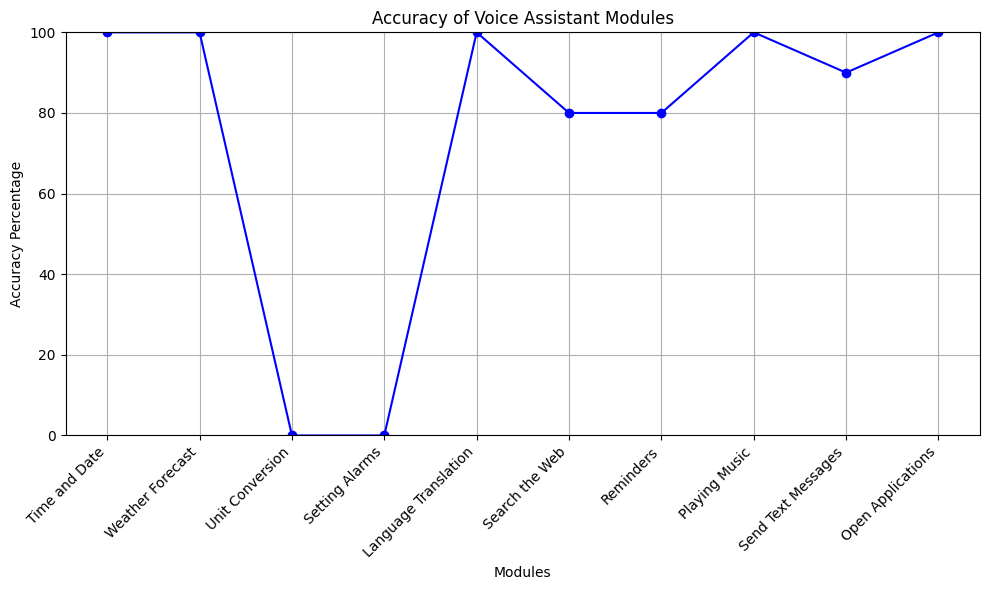 Accuracy of Voice Assistant Modules
Accuracy Percentage
100
80
60
40
20
0
Time and Date
Weather Forecast
Unit Conversion
Setting Alarms
Language Translation
Search the Web
Reminders
Playing Music
Send Text Messages
Open Applications
Modules